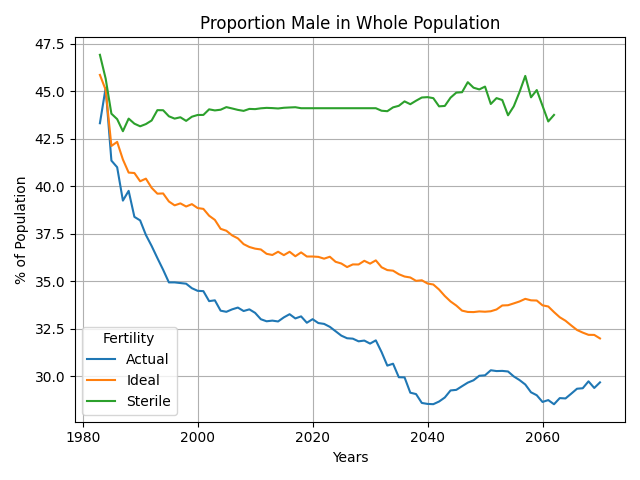 Proportion Male in Whole Population
% of Population
47.5
45.0
42.5
40.0
37.5
35.0
32.5
30.0
Fertility
Actual
Ideal
Sterile
1980
2000
2020
2040
2060
Years